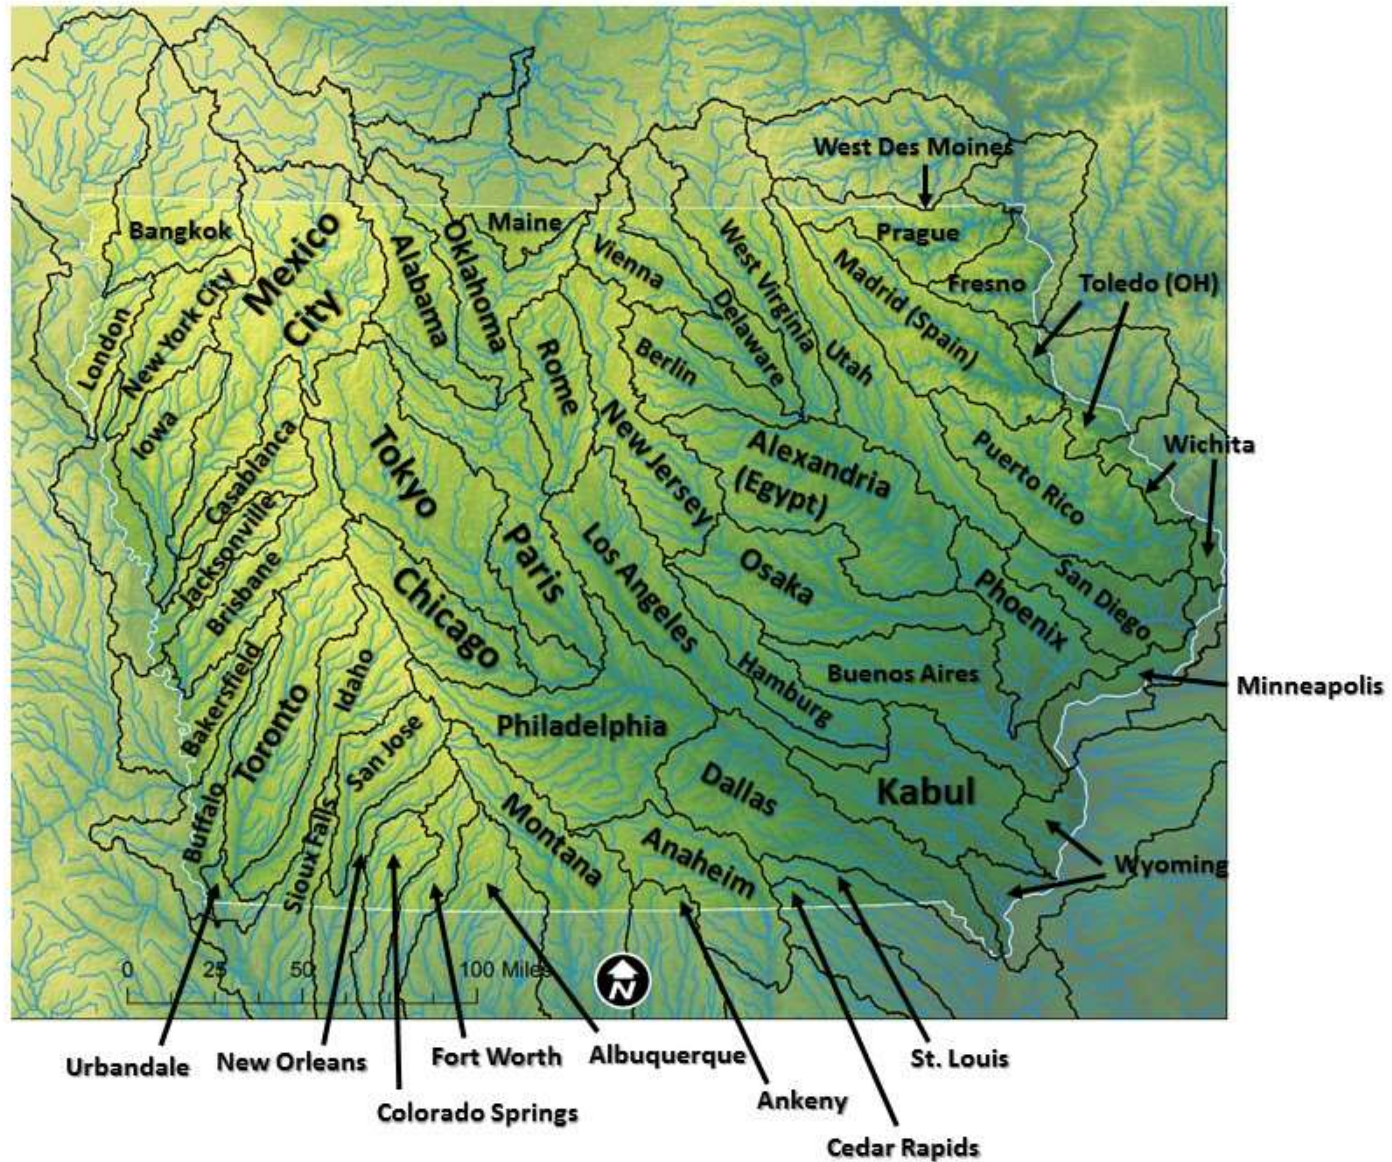 West Des Moines
Bangkok
Mexico
City
Alabama
Oklahoma
Maine
Vienna
West Virginia
Delaware
Prague
Madrid (Spain)
Fresno
Toledo (OH)
London
New York City
Iowa
Rome
Berlin
Utah
Casablanca
Tokyo
New Jersey
Alexandria
(Egypt)
Puerto Rico
Wichita
Jacksonville
Brisbane
Chicago
Paris
Los Angeles
Osaka
Phoenix
San Diego
Bakersfield
Toronto
Idaho
San Jose
Philadelphia
Hamburg
Buenos Aires
Minneapolis
Buffalo
Sioux Falls
Montana
Anaheim
Dallas
Kabul
Wyoming
0 25 50 100 Miles
N
Urbandale
New Orleans
Fort Worth
Albuquerque
St. Louis
Colorado Springs
Ankeny
Cedar Rapids